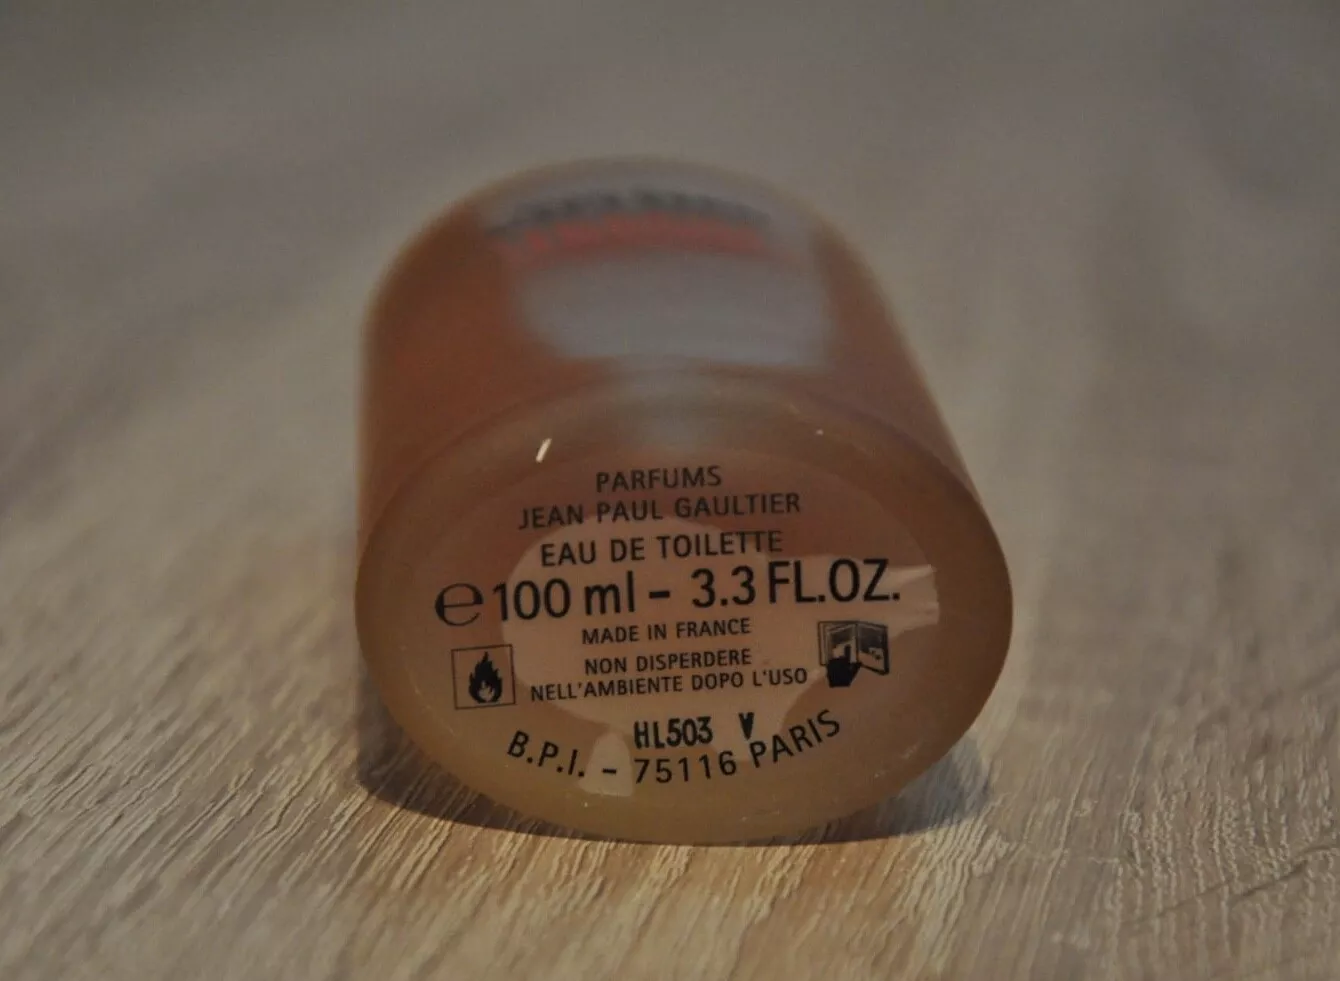 PARFUMS
JEAN PAUL GAULTIER
EAU DE TOILETTE
℮ 100 ml – 3.3 FL.OZ.
MADE IN FRANCE
NON DISPERDERE
NELL'AMBIENTE DOPO L'USO
HL503 V
B.P.I. – 75116 PARIS